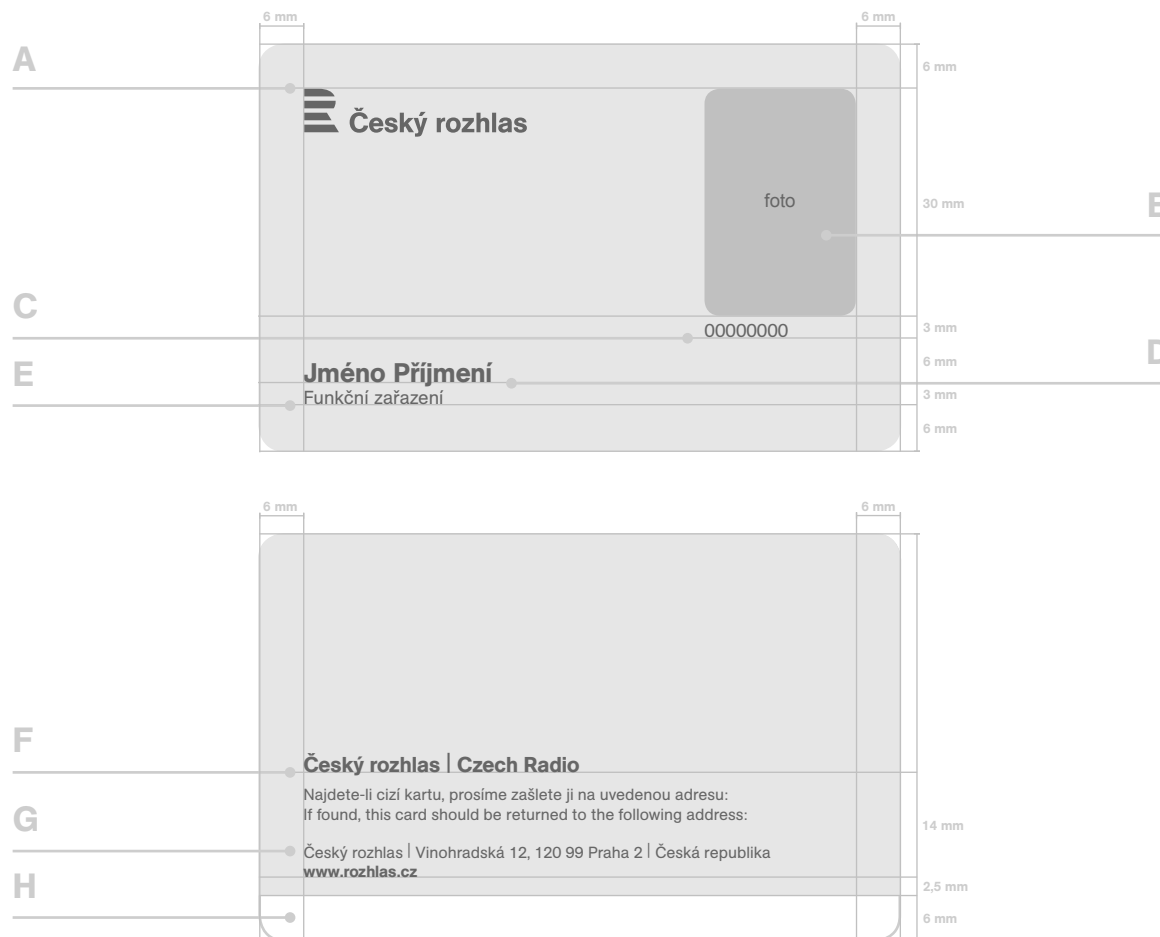 6 mm
6 mm
A
6 mm
Český rozhlas
foto
30 mm
B
C
00000000
3 mm
D
6 mm
E
Jméno Příjmení
3 mm
Funkční zařazení
6 mm
6 mm
6 mm
F
Český rozhlas | Czech Radio
Najdete-li cizí kartu, prosíme zašlete ji na uvedenou adresu:
If found, this card should be returned to the following address:
G
14 mm
Český rozhlas | Vinohradská 12, 120 99 Praha 2 | Česká republika
www.rozhlas.cz
H
2,5 mm
6 mm